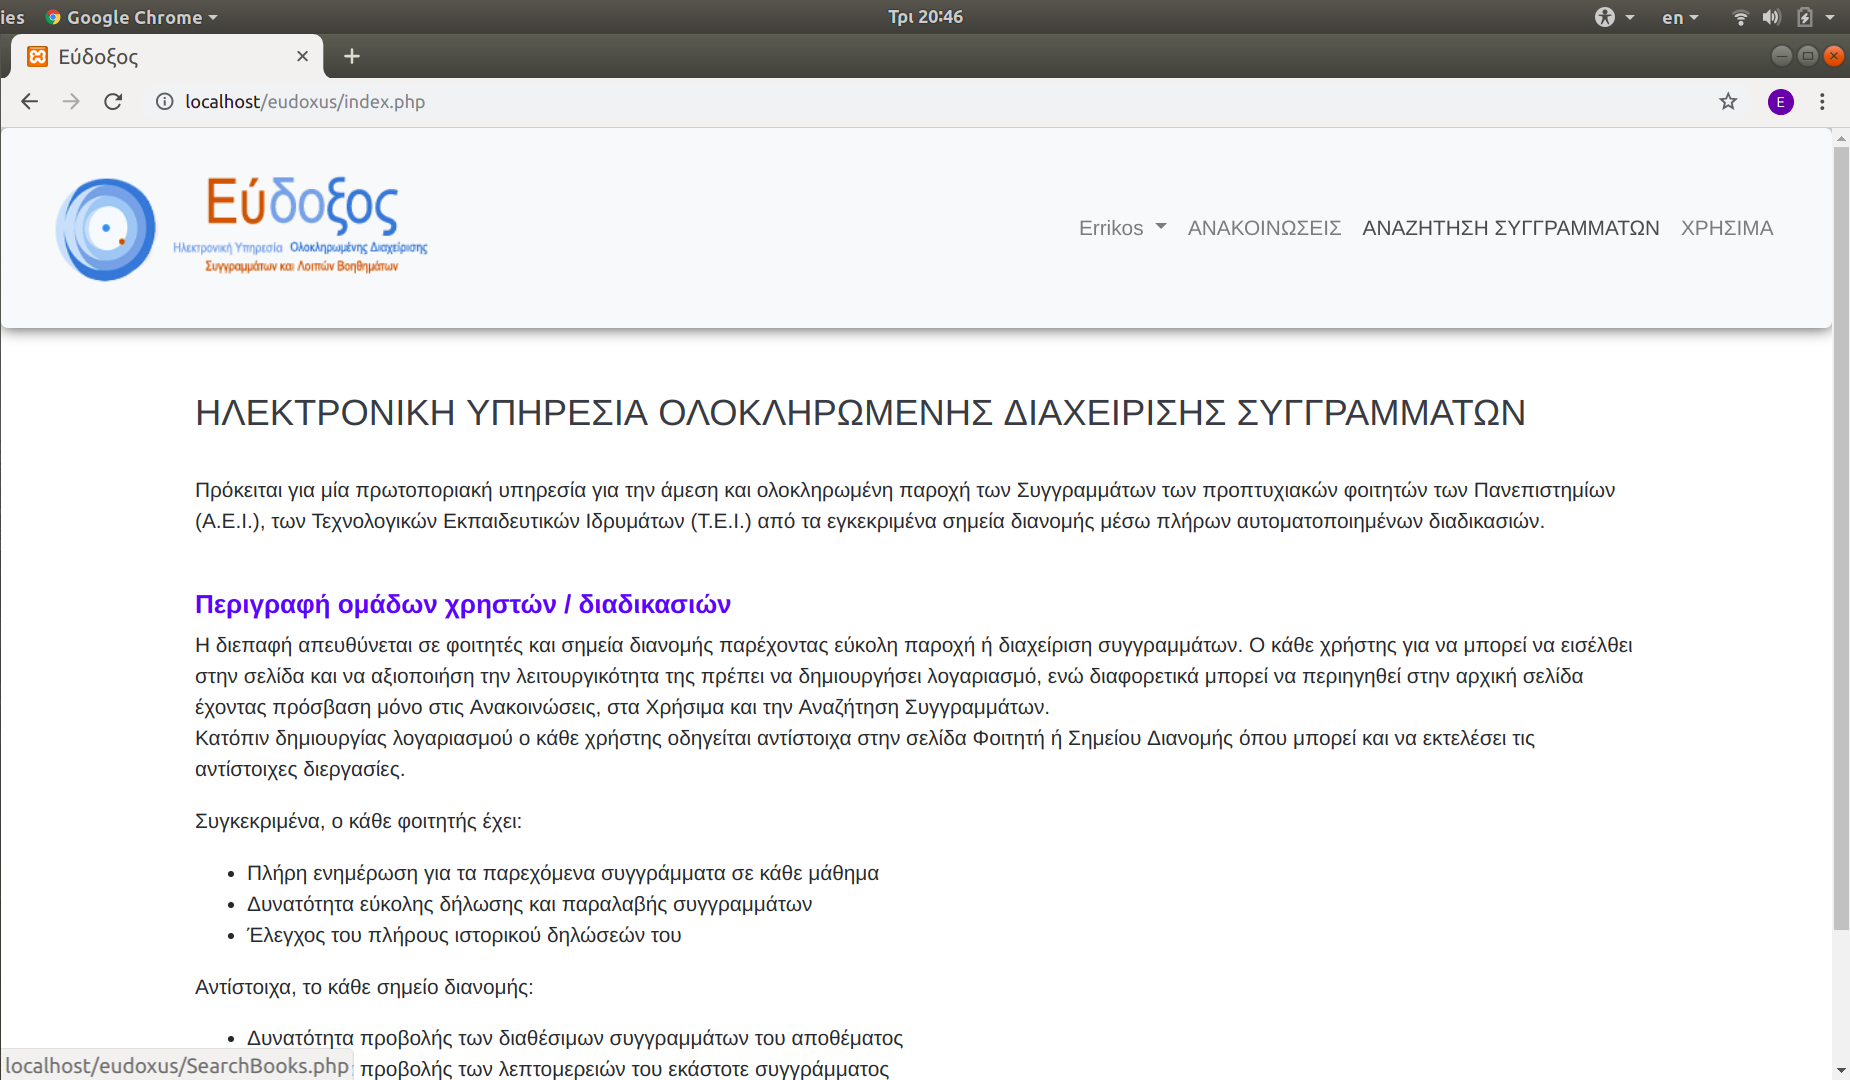 ies Google Chrome Τρι 20:46 en
Εύδοξος
localhost/eudoxus/index.php E
Εύδοξος
Ηλεκτρονική Υπηρεσία Ολοκληρωμένης Διαχείρισης
Συγγραμμάτων και Λοιπών Βοηθημάτων
Errikos ΑΝΑΚΟΙΝΩΣΕΙΣ ΑΝΑΖΗΤΗΣΗ ΣΥΓΓΡΑΜΜΑΤΩΝ ΧΡΗΣΙΜΑ
ΗΛΕΚΤΡΟΝΙΚΗ ΥΠΗΡΕΣΙΑ ΟΛΟΚΛΗΡΩΜΕΝΗΣ ΔΙΑΧΕΙΡΙΣΗΣ ΣΥΓΓΡΑΜΜΑΤΩΝ
Πρόκειται για μία πρωτοποριακή υπηρεσία για την άμεση και ολοκληρωμένη παροχή των Συγγραμμάτων των προπτυχιακών φοιτητών των Πανεπιστημίων
(Α.Ε.Ι.), των Τεχνολογικών Εκπαιδευτικών Ιδρυμάτων (Τ.Ε.Ι.) από τα εγκεκριμένα σημεία διανομής μέσω πλήρων αυτοματοποιημένων διαδικασιών.
Περιγραφή ομάδων χρηστών / διαδικασιών
Η διεπαφή απευθύνεται σε φοιτητές και σημεία διανομής παρέχοντας εύκολη παροχή ή διαχείριση συγγραμμάτων. Ο κάθε χρήστης για να μπορεί να εισέλθει
στην σελίδα και να αξιοποιήση την λειτουργικότητα της πρέπει να δημιουργήσει λογαριασμό, ενώ διαφορετικά μπορεί να περιηγηθεί στην αρχική σελίδα
έχοντας πρόσβαση μόνο στις Ανακοινώσεις, στα Χρήσιμα και την Αναζήτηση Συγγραμμάτων.
Κατόπιν δημιουργίας λογαριασμού ο κάθε χρήστης οδηγείται αντίστοιχα στην σελίδα Φοιτητή ή Σημείου Διανομής όπου μπορεί και να εκτελέσει τις
αντίστοιχες διεργασίες.
Συγκεκριμένα, ο κάθε φοιτητής έχει:
• Πλήρη ενημέρωση για τα παρεχόμενα συγγράμματα σε κάθε μάθημα
• Δυνατότητα εύκολης δήλωσης και παραλαβής συγγραμμάτων
• Έλεγχος του πλήρους ιστορικού δηλώσεών του
Αντίστοιχα, το κάθε σημείο διανομής:
• Δυνατότητα προβολής των διαθέσιμων συγγραμμάτων του αποθέματος
localhost/eudoxus/SearchBooks.php προβολής των λεπτομερειών του εκάστοτε συγγράμματος